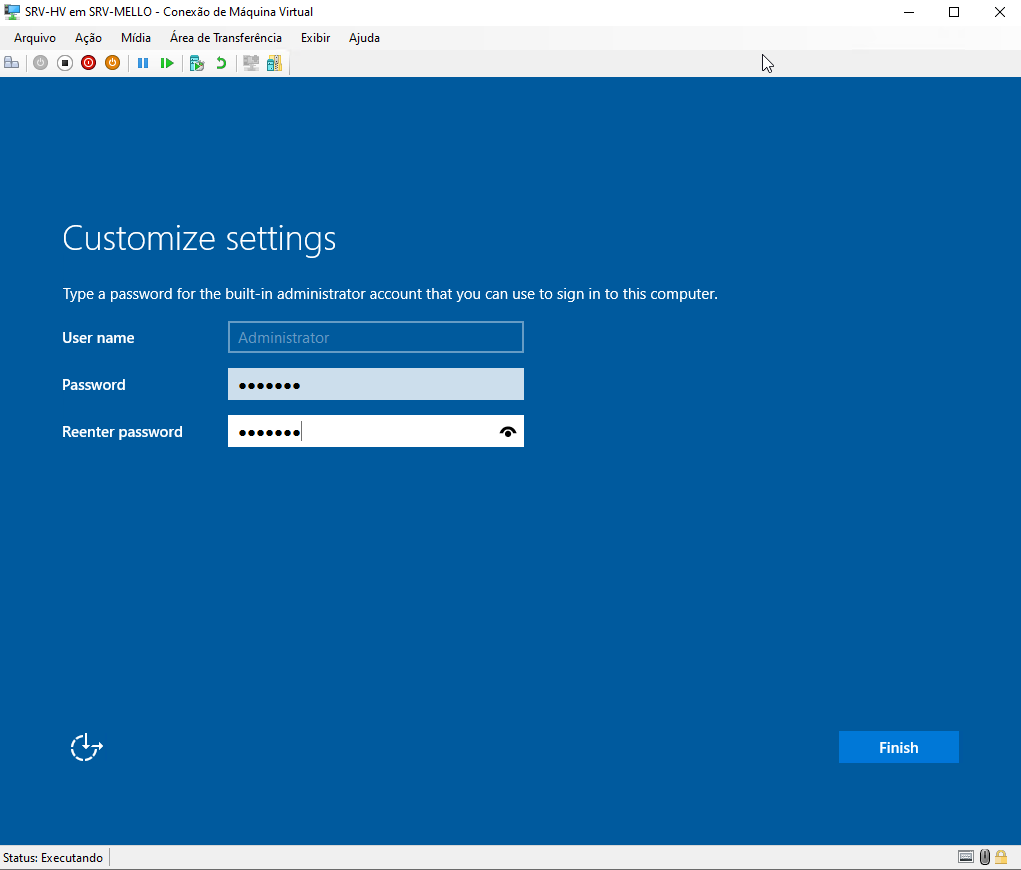 SRV-HV em SRV-MELLO - Conexão de Máquina Virtual
Arquivo Ação Mídia Área de Transferência Exibir Ajuda
Customize settings
Type a password for the built-in administrator account that you can use to sign in to this computer.
User name Administrator
Password •••••••
Reenter password •••••••
Finish
Status: Executando